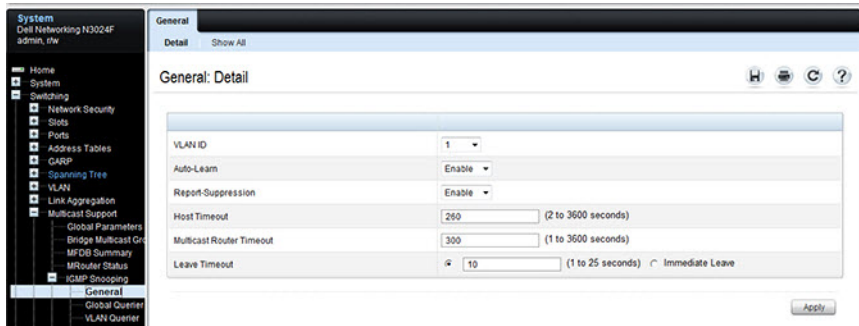 System
Dell Networking N3024F
admin, r/w
General
Detail Show All
Home
System
Switching
Network Security
Slots
Ports
Address Tables
GARP
Spanning Tree
VLAN
Link Aggregation
Multicast Support
Global Parameters
Bridge Multicast Gro
MFDB Summary
MRouter Status
IGMP Snooping
General
Global Querier
VLAN Querier
General: Detail
VLAN ID 1
Auto-Learn Enable
Report-Suppression Enable
Host Timeout 260 (2 to 3600 seconds)
Multicast Router Timeout 300 (1 to 3600 seconds)
Leave Timeout 10 (1 to 25 seconds) Immediate Leave
Apply